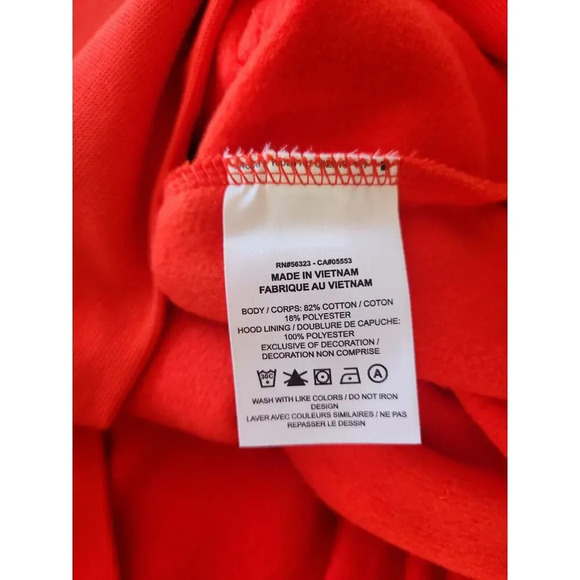 RN#56323 - CA#05553
MADE IN VIETNAM
FABRIQUE AU VIETNAM
BODY / CORPS: 82% COTTON / COTON
18% POLYESTER
HOOD LINING / DOUBLURE DE CAPUCHE:
100% POLYESTER
EXCLUSIVE OF DECORATION /
DECORATION NON COMPRISE
30C A
WASH WITH LIKE COLORS / DO NOT IRON
DESIGN
LAVER AVEC COULEURS SIMILAIRES / NE PAS
REPASSER LE DESSIN